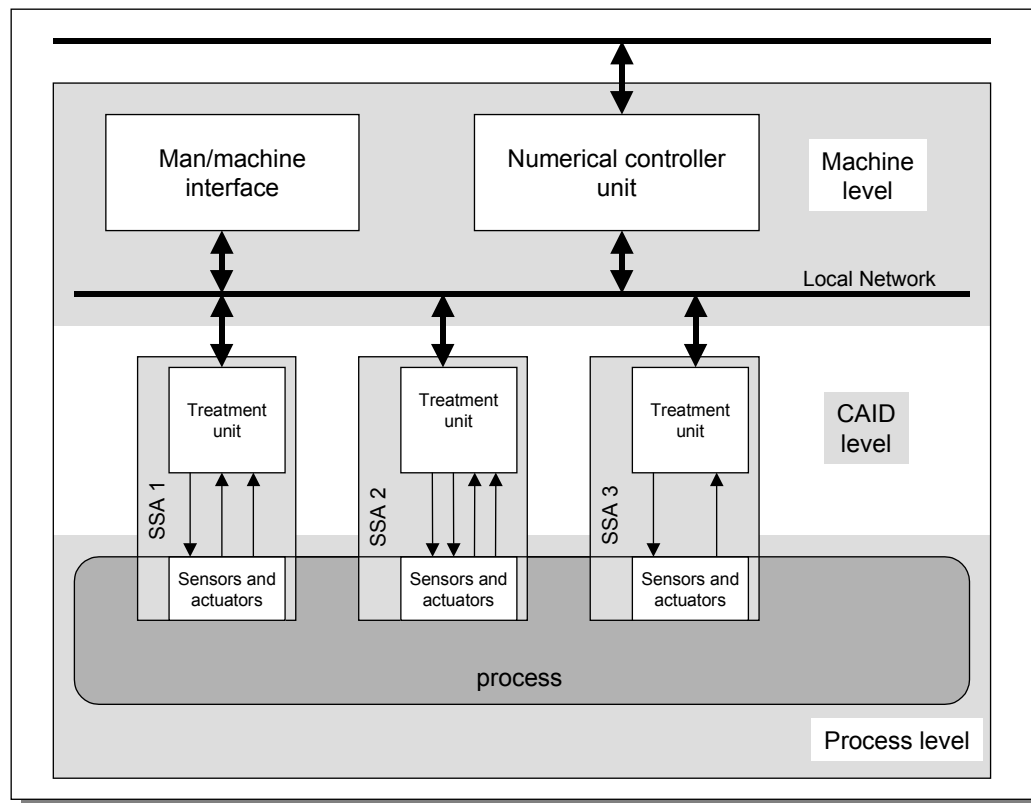 Man/machine
interface
Numerical controller
unit
Machine
level
Local Network
SSA 1
Treatment
unit
SSA 2
Treatment
unit
SSA 3
Treatment
unit
CAID
level
Sensors and
actuators
Sensors and
actuators
Sensors and
actuators
process
Process level